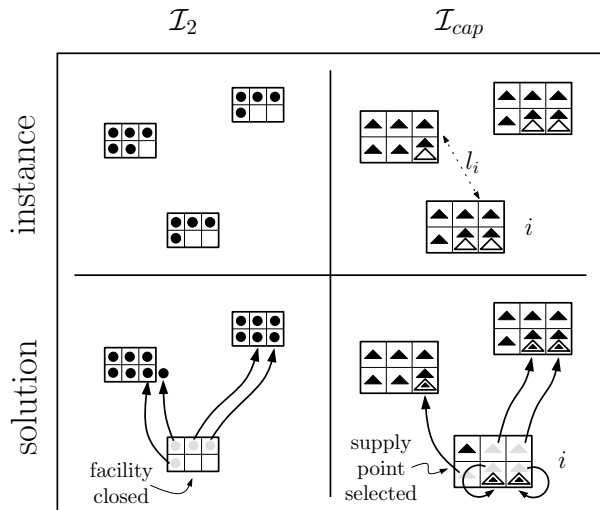 I₂
I_cap
instance
l_i
i
solution
facility
closed
supply
point
selected
i